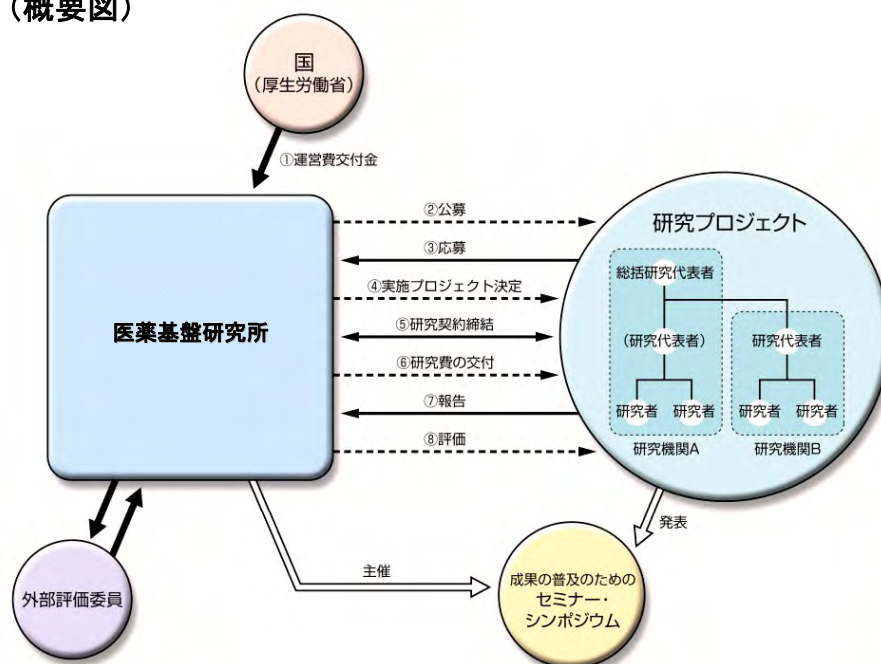 (概要図)
国
(厚生労働省)
①運営費交付金
②公募
③応募
④実施プロジェクト決定
⑤研究契約締結
⑥研究費の交付
⑦報告
⑧評価
医薬基盤研究所
研究プロジェクト
総括研究代表者
(研究代表者)
研究代表者
研究者
研究者
研究者
研究者
研究機関A
研究機関B
発表
主催
外部評価委員
成果の普及のための
セミナー・
シンポジウム